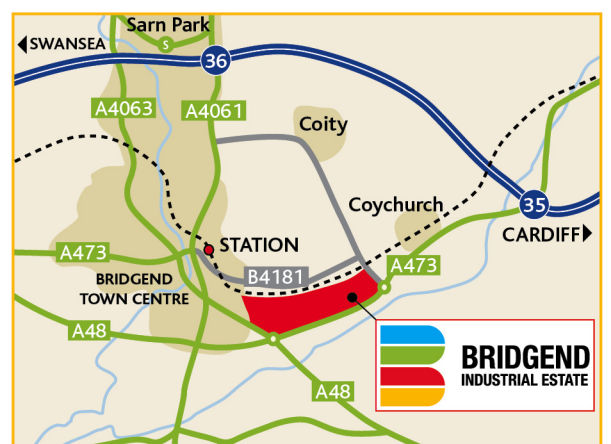 Sarn Park
SWANSEA
S
36
A4063
A4061
Coity
Coychurch
35
CARDIFF
STATION
A473
B4181
A473
BRIDGEND
TOWN CENTRE
A48
A48
BRIDGEND
INDUSTRIAL ESTATE